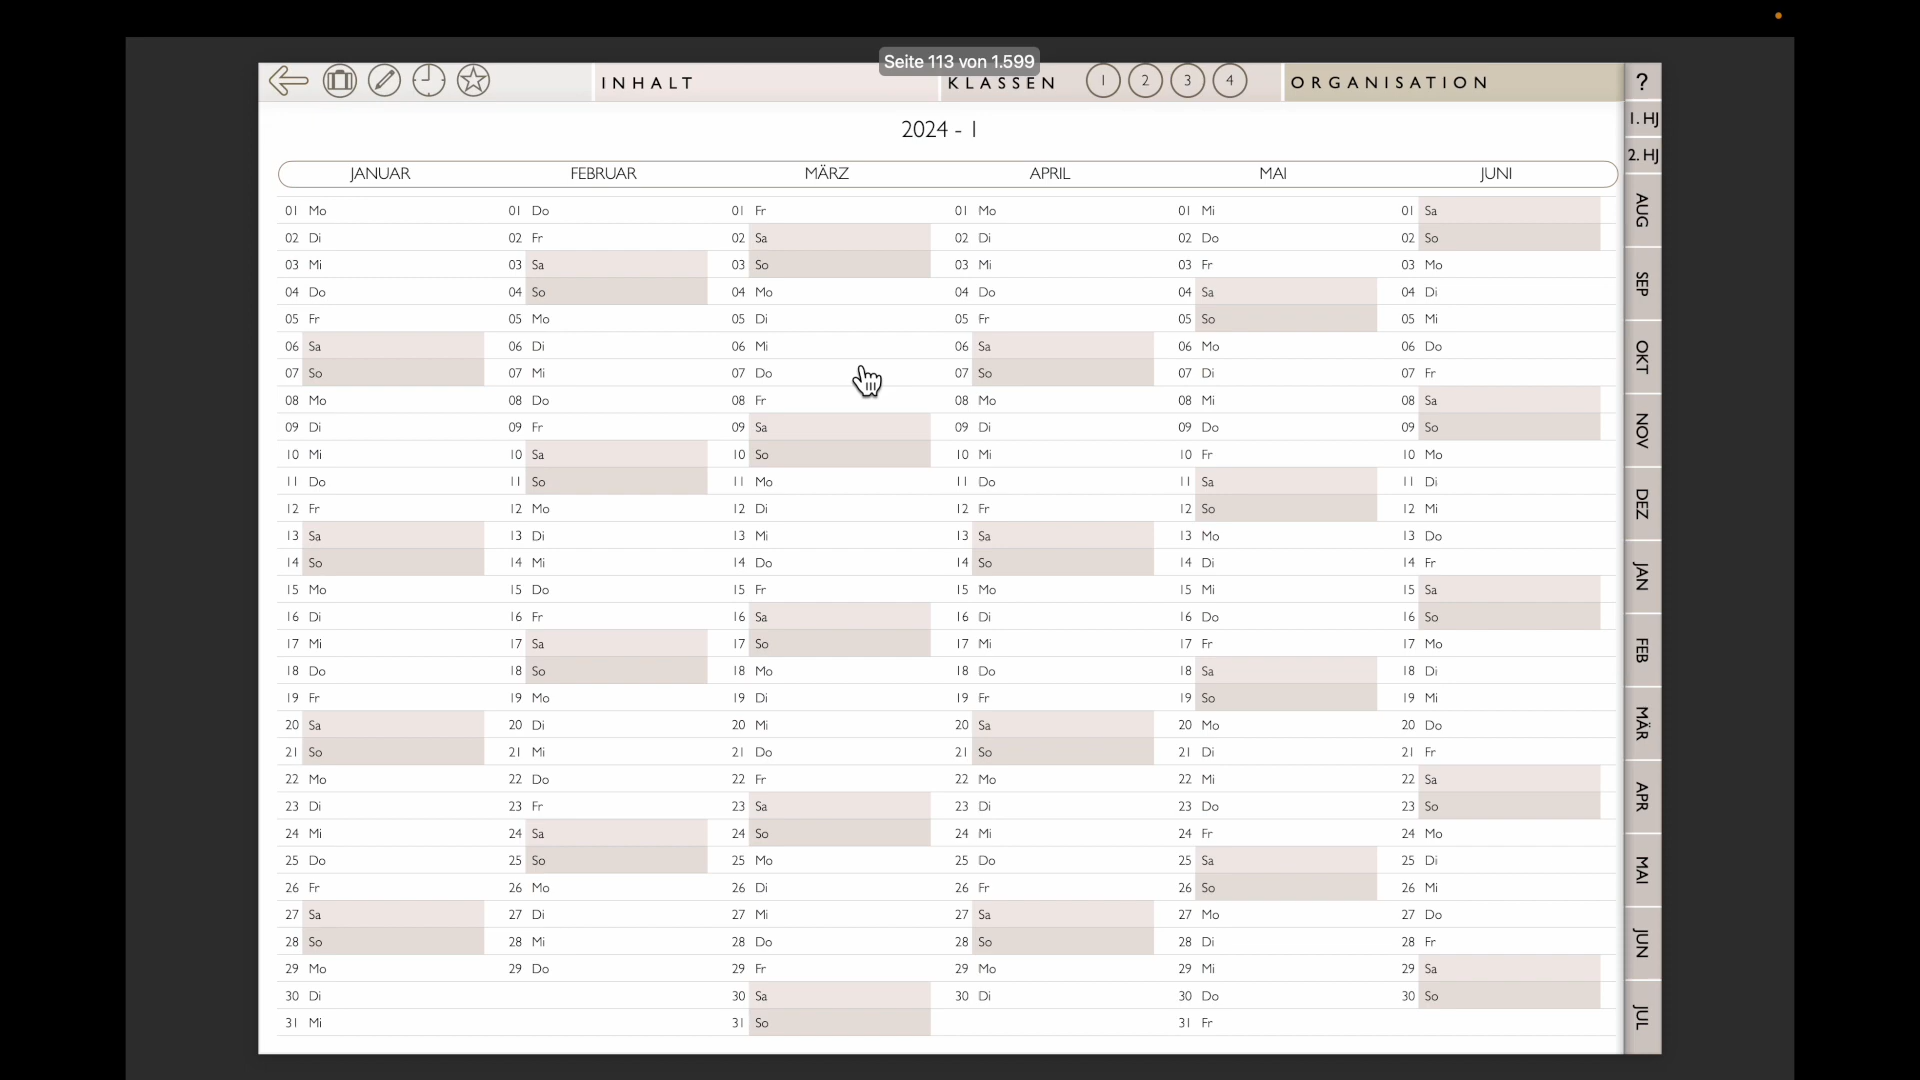 Seite 113 von 1.599
INHALT KLASSEN 1 2 3 4 ORGANISATION ?
2024 - 1
JANUAR FEBRUAR MÄRZ APRIL MAI JUNI
01 Mo 01 Do 01 Fr 01 Mo 01 Mi 01 Sa
02 Di 02 Fr 02 Sa 02 Di 02 Do 02 So
03 Mi 03 Sa 03 So 03 Mi 03 Fr 03 Mo
04 Do 04 So 04 Mo 04 Do 04 Sa 04 Di
05 Fr 05 Mo 05 Di 05 Fr 05 So 05 Mi
06 Sa 06 Di 06 Mi 06 Sa 06 Mo 06 Do
07 So 07 Mi 07 Do 07 So 07 Di 07 Fr
08 Mo 08 Do 08 Fr 08 Mo 08 Mi 08 Sa
09 Di 09 Fr 09 Sa 09 Di 09 Do 09 So
10 Mi 10 Sa 10 So 10 Mi 10 Fr 10 Mo
11 Do 11 So 11 Mo 11 Do 11 Sa 11 Di
12 Fr 12 Mo 12 Di 12 Fr 12 So 12 Mi
13 Sa 13 Di 13 Mi 13 Sa 13 Mo 13 Do
14 So 14 Mi 14 Do 14 So 14 Di 14 Fr
15 Mo 15 Do 15 Fr 15 Mo 15 Mi 15 Sa
16 Di 16 Fr 16 Sa 16 Di 16 Do 16 So
17 Mi 17 Sa 17 So 17 Mi 17 Fr 17 Mo
18 Do 18 So 18 Mo 18 Do 18 Sa 18 Di
19 Fr 19 Mo 19 Di 19 Fr 19 So 19 Mi
20 Sa 20 Di 20 Mi 20 Sa 20 Mo 20 Do
21 So 21 Mi 21 Do 21 So 21 Di 21 Fr
22 Mo 22 Do 22 Fr 22 Mo 22 Mi 22 Sa
23 Di 23 Fr 23 Sa 23 Di 23 Do 23 So
24 Mi 24 Sa 24 So 24 Mi 24 Fr 24 Mo
25 Do 25 So 25 Mo 25 Do 25 Sa 25 Di
26 Fr 26 Mo 26 Di 26 Fr 26 So 26 Mi
27 Sa 27 Di 27 Mi 27 Sa 27 Mo 27 Do
28 So 28 Mi 28 Do 28 So 28 Di 28 Fr
29 Mo 29 Do 29 Fr 29 Mo 29 Mi 29 Sa
30 Di 30 Sa 30 Di 30 Do 30 So
31 Mi 31 So 31 Fr
1. HJ
2. HJ
AUG
SEP
OKT
NOV
DEZ
JAN
FEB
MÄR
APR
MAI
JUN
JUL